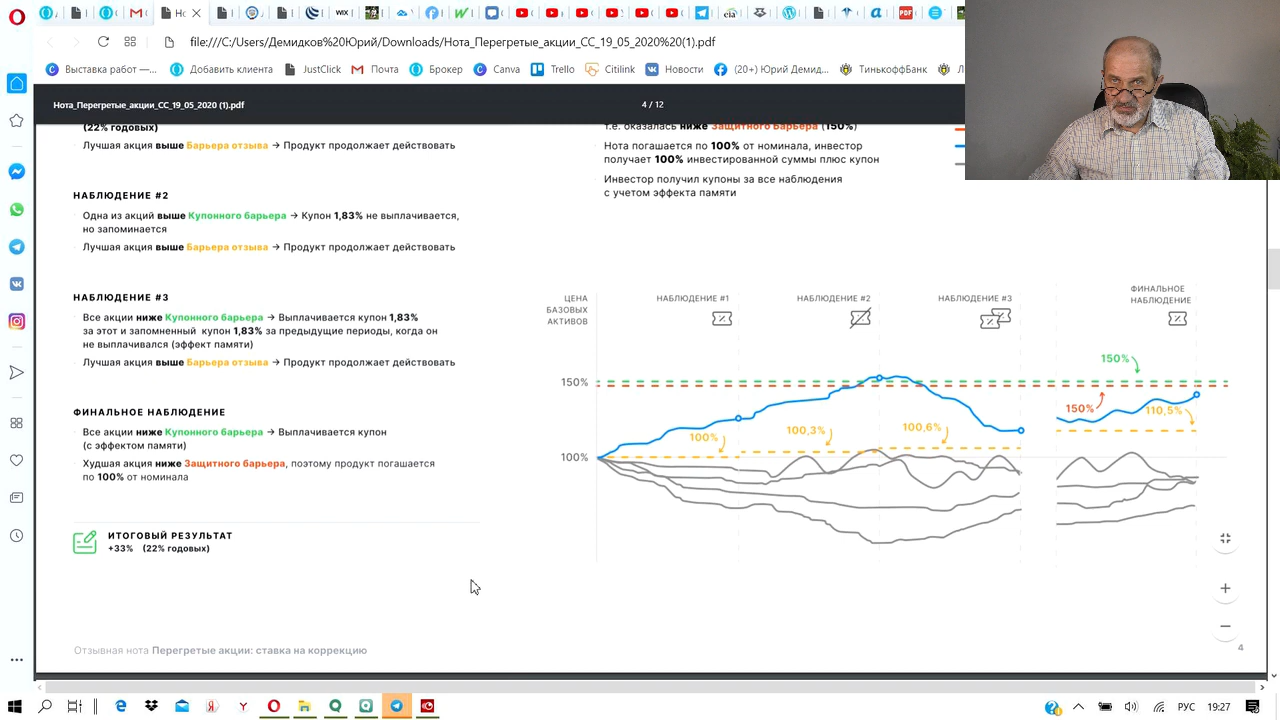 Но
WIX
eia
PDF
file:///C:/Users/Демидков%20Юрий/Downloads/Нота_Перегретые_акции_СС_19_05_2020%20(1).pdf
Выставка работ —...
Добавить клиента
JustClick
Почта
Брокер
Canva
Trello
Citilink
Новости
(20+) Юрий Демид...
ТинькоффБанк
Нота_Перегретые_акции_СС_19_05_2020 (1).pdf
4 / 12
(22% годовых)
Лучшая акция выше Барьера отзыва → Продукт продолжает действовать
НАБЛЮДЕНИЕ #2
Одна из акций выше Купонного барьера → Купон 1,83% не выплачивается,
но запоминается
Лучшая акция выше Барьера отзыва → Продукт продолжает действовать
НАБЛЮДЕНИЕ #3
Все акции ниже Купонного барьера → Выплачивается купон 1,83%
за этот и запомненный купон 1,83% за предыдущие периоды, когда он
не выплачивался (эффект памяти)
Лучшая акция выше Барьера отзыва → Продукт продолжает действовать
ФИНАЛЬНОЕ НАБЛЮДЕНИЕ
Все акции ниже Купонного барьера → Выплачивается купон
(с эффектом памяти)
Худшая акция ниже Защитного барьера, поэтому продукт погашается
по 100% от номинала
ИТОГОВЫЙ РЕЗУЛЬТАТ
+33% (22% годовых)
т.е. оказалась ниже Защитного Барьера (150%)
Нота погашается по 100% от номинала, инвестор
получает 100% инвестированной суммы плюс купон
Инвестор получил купоны за все наблюдения
с учетом эффекта памяти
ЦЕНА
БАЗОВЫХ
АКТИВОВ
НАБЛЮДЕНИЕ #1
НАБЛЮДЕНИЕ #2
НАБЛЮДЕНИЕ #3
ФИНАЛЬНОЕ
НАБЛЮДЕНИЕ
150%
150%
150%
110,5%
100%
100,3%
100,6%
100%
Отзывная нота Перегретые акции: ставка на коррекцию
4
РУС
19:27